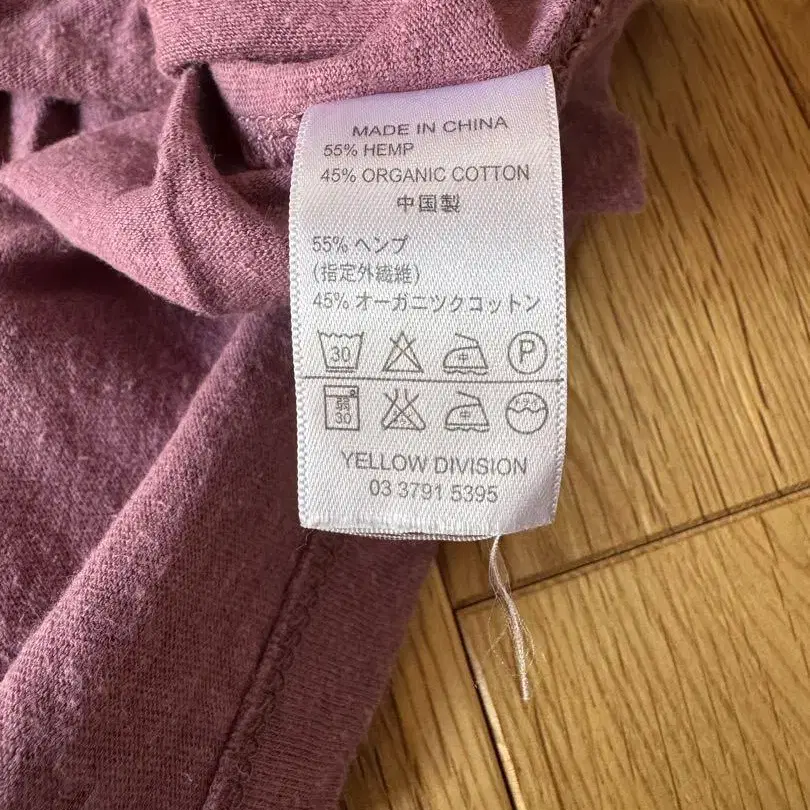 MADE IN CHINA
55% HEMP
45% ORGANIC COTTON
中国製
55% ヘンプ
(指定外繊維)
45% オーガニツクコットン
30 中 P
弱 30 中
YELLOW DIVISION
03 3791 5395